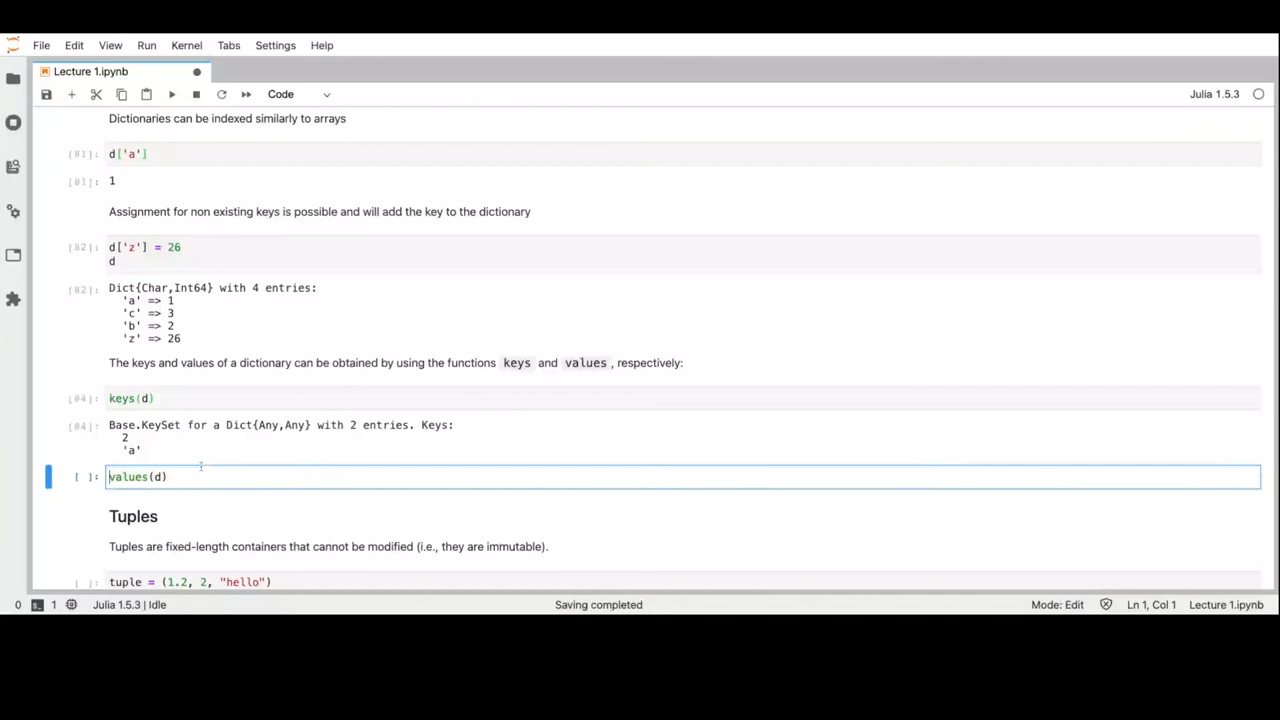 File Edit View Run Kernel Tabs Settings Help
Lecture 1.ipynb
Code
Julia 1.5.3
Dictionaries can be indexed similarly to arrays
[81]: d['a']
[81]: 1
Assignment for non existing keys is possible and will add the key to the dictionary
[82]: d['z'] = 26
d
[82]: Dict{Char,Int64} with 4 entries:
'a' => 1
'c' => 3
'b' => 2
'z' => 26
The keys and values of a dictionary can be obtained by using the functions keys and values , respectively:
[84]: keys(d)
[84]: Base.KeySet for a Dict{Any,Any} with 2 entries. Keys:
2
'a'
[ ]: values(d)
Tuples
Tuples are fixed-length containers that cannot be modified (i.e., they are immutable).
[ ]: tuple = (1.2, 2, "hello")
0 1 Julia 1.5.3 | Idle Saving completed Mode: Edit Ln 1, Col 1 Lecture 1.ipynb